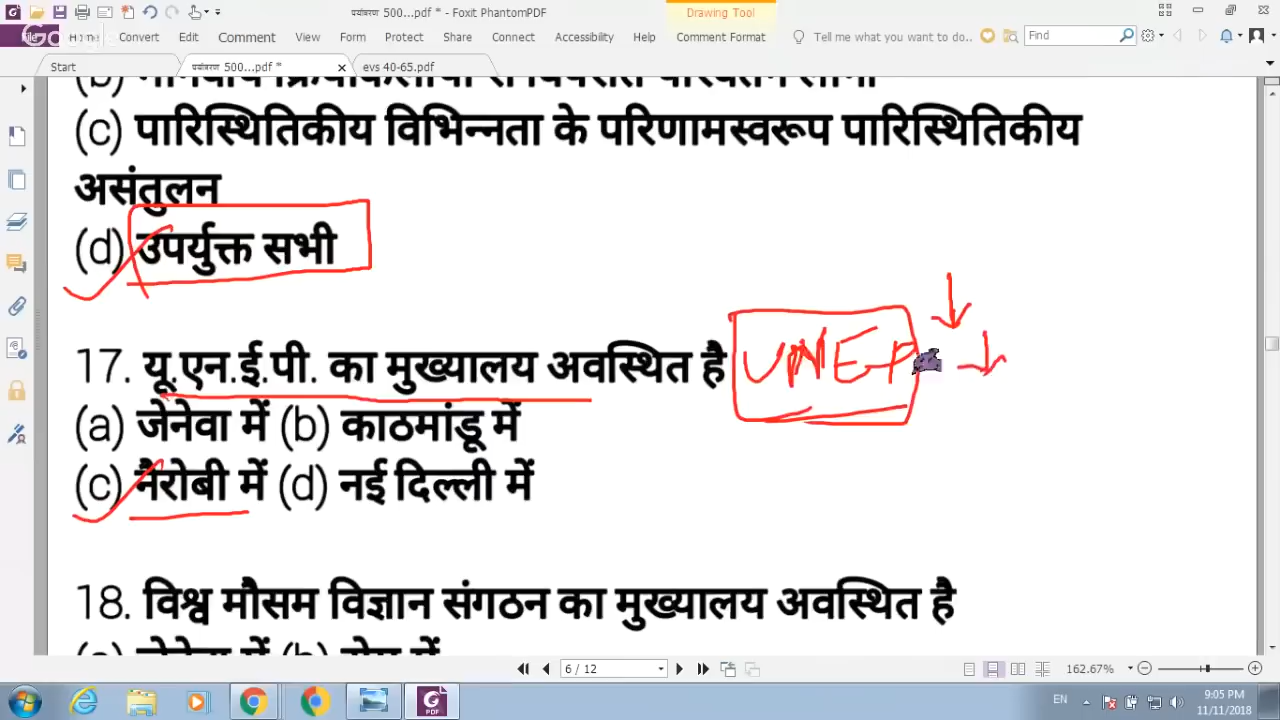 पर्यावरण 500...pdf * - Foxit PhantomPDF
Drawing Tool
Home Convert Edit Comment View Form Protect Share Connect Accessibility Help Comment Format Tell me what you want to do.. Find
Start पर्यावरण 500...pdf * evs 40-65.pdf
(c) पारिस्थितिकीय विभिन्नता के परिणामस्वरूप पारिस्थितिकीय
असंतुलन
(d) उपर्युक्त सभी
17. यू.एन.ई.पी. का मुख्यालय अवस्थित है UNEP
(a) जेनेवा में (b) काठमांडू में
(c) नैरोबी में (d) नई दिल्ली में
18. विश्व मौसम विज्ञान संगठन का मुख्यालय अवस्थित है
6 / 12
162.67%
EN
9:05 PM
11/11/2018